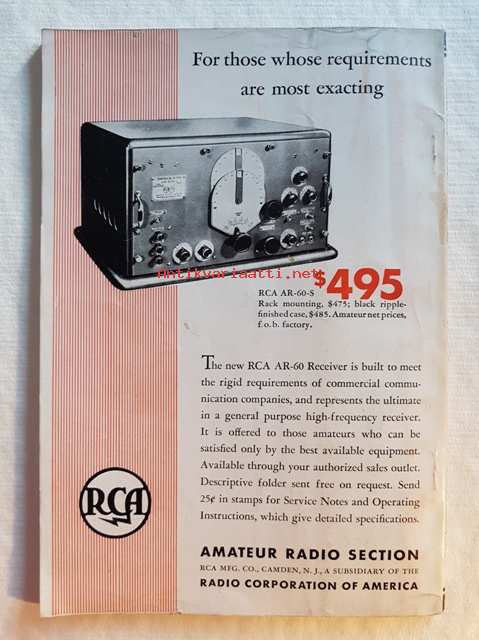 For those whose requirements
are most exacting
Antikvariaatti.net
$495
RCA AR-60-S
Rack mounting, $475; black ripple-
finished case, $485. Amateur net prices,
f.o.b. factory.
The new RCA AR-60 Receiver is built to meet
the rigid requirements of commercial commu-
nication companies, and represents the ultimate
in a general purpose high-frequency receiver.
It is offered to those amateurs who can be
satisfied only by the best available equipment.
Available through your authorized sales outlet.
Descriptive folder sent free on request. Send
25¢ in stamps for Service Notes and Operating
Instructions, which give detailed specifications.
RCA
AMATEUR RADIO SECTION
RCA MFG. CO., CAMDEN, N. J., A SUBSIDIARY OF THE
RADIO CORPORATION OF AMERICA